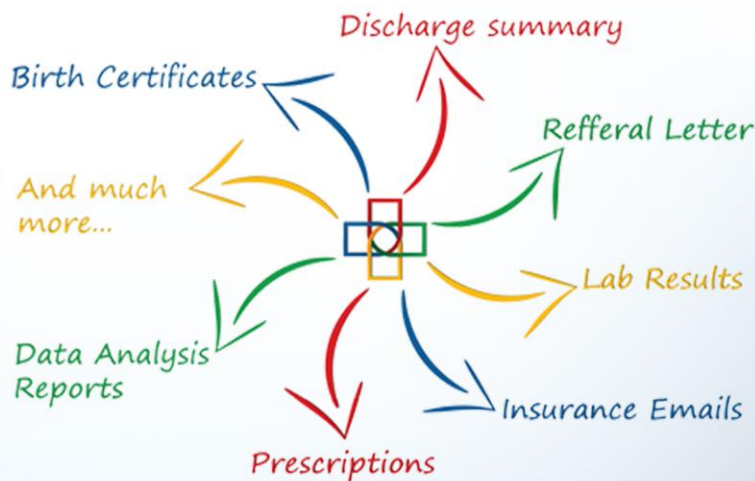 Discharge summary
Birth Certificates
Refferal Letter
And much
more...
Lab Results
Data Analysis
Reports
Insurance Emails
Prescriptions